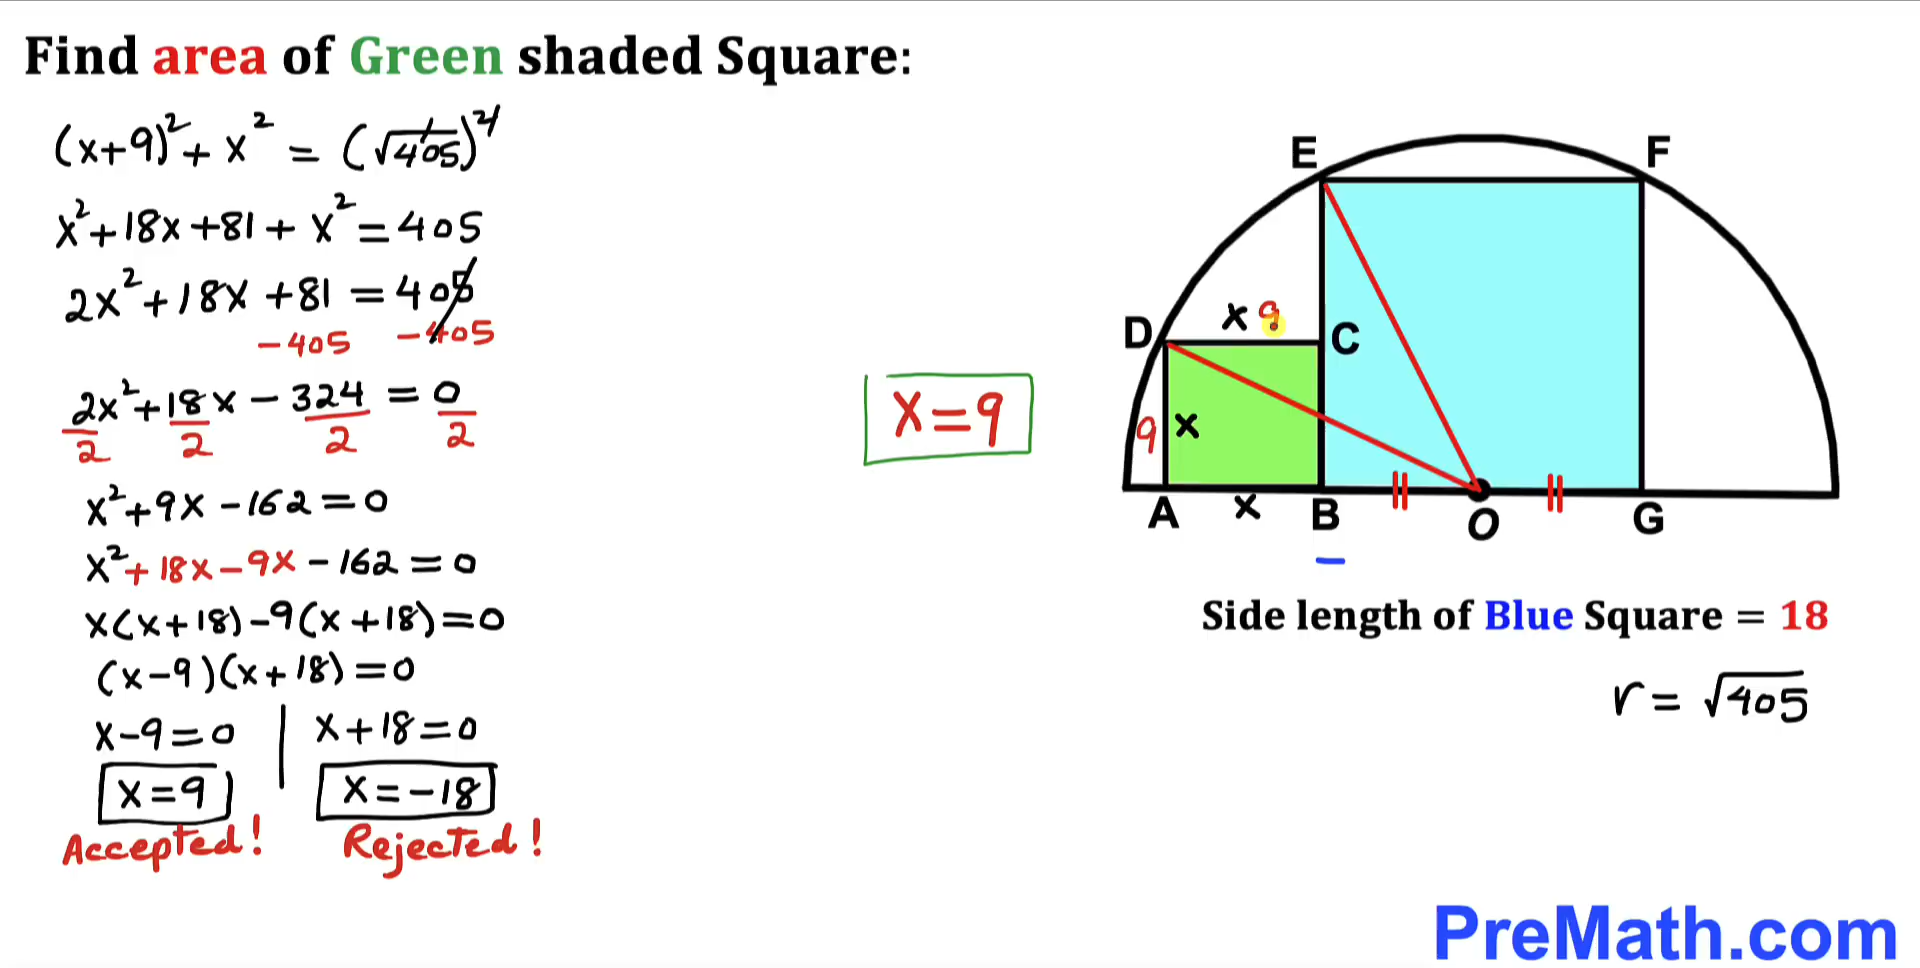 Find area of Green shaded Square:
(x+9)²+x² = (√405)²
x²+18x+81+x²=405
2x²+18x+81=405
-405 -405
2x²+18x-324=0
2 2 2 2
x²+9x-162=0
x²+18x-9x-162=0
x(x+18)-9(x+18)=0
(x-9)(x+18)=0
x-9=0 | x+18=0
x=9 x=-18
Accepted! Rejected!
x=9
E F
D x 9 C
9 x
A x B O G
Side length of Blue Square = 18
r = √405
PreMath.com